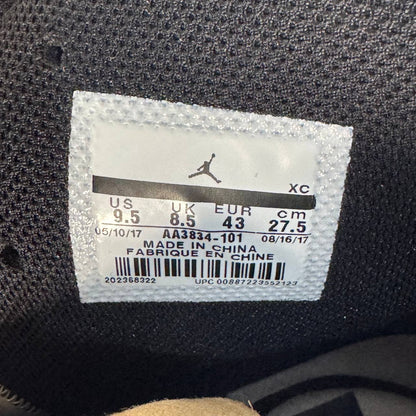 XC
US UK EUR cm
9.5 8.5 43 27.5
05/10/17 AA3834-101 08/16/17
MADE IN CHINA
FABRIQUE EN CHINE
202368322 UPC 00887223552123